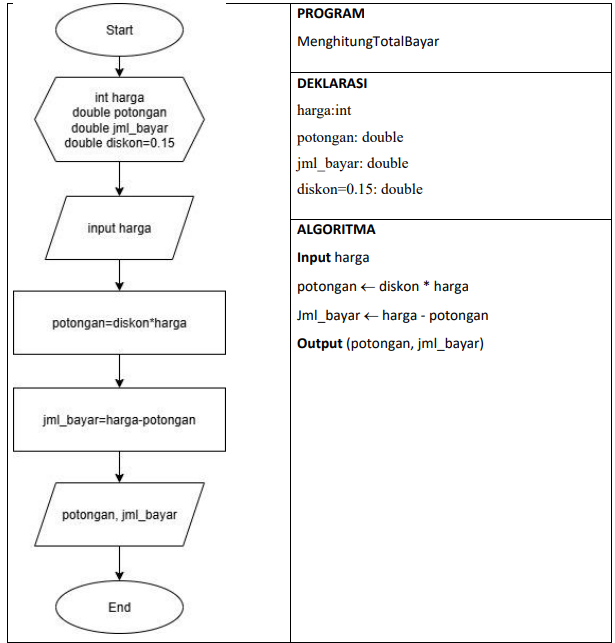 Start
int harga
double potongan
double jml_bayar
double diskon=0.15
input harga
potongan=diskon*harga
jml_bayar=harga-potongan
potongan, jml_bayar
End
PROGRAM
MenghitungTotalBayar
DEKLARASI
harga:int
potongan: double
jml_bayar: double
diskon=0.15: double
ALGORITMA
Input harga
potongan ← diskon * harga
Jml_bayar ← harga - potongan
Output (potongan, jml_bayar)